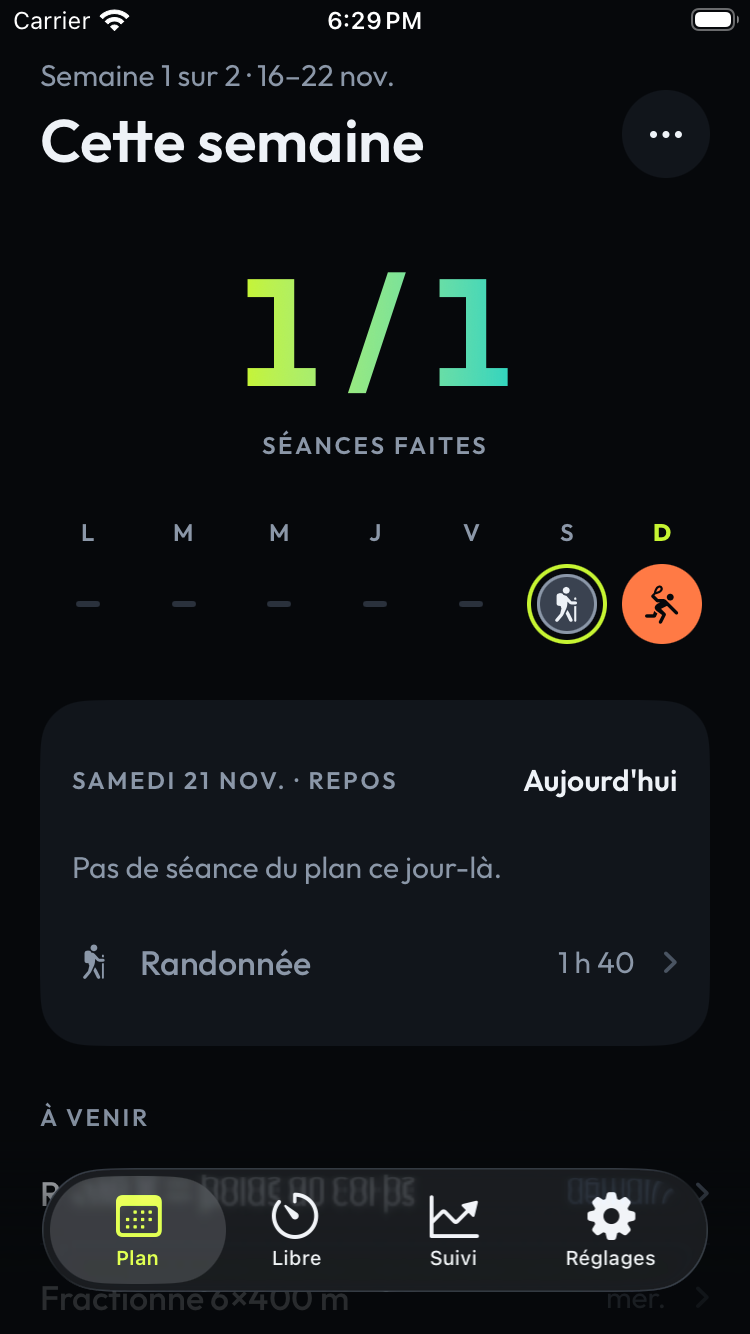 Carrier 6:29 PM
Semaine 1 sur 2 · 16–22 nov.
Cette semaine
1/1
SÉANCES FAITES
L M M J V S D
SAMEDI 21 NOV. · REPOS Aujourd'hui
Pas de séance du plan ce jour-là.
Randonnée 1 h 40
À VENIR
Plan Libre Suivi Réglages
Fractionné 6×400 m mer.